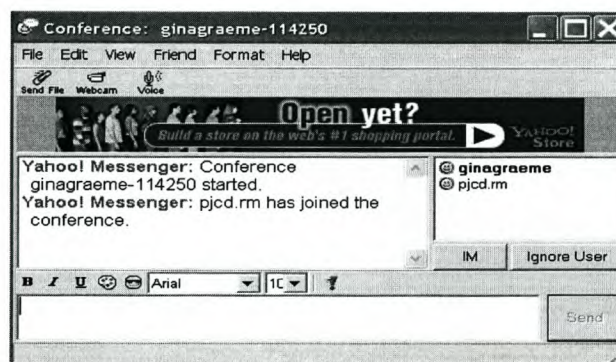 Conference: ginagraeme-114250
File Edit View Friend Format Help
Send File Webcam Voice
Open yet?
Build a store on the web's #1 shopping portal.
YAHOO!
Store
Yahoo! Messenger: Conference
ginagraeme-114250 started.
Yahoo! Messenger: pjcd.rm has joined the
conference.
ginagraeme
pjcd.rm
IM Ignore User
B I U Arial 10
Send